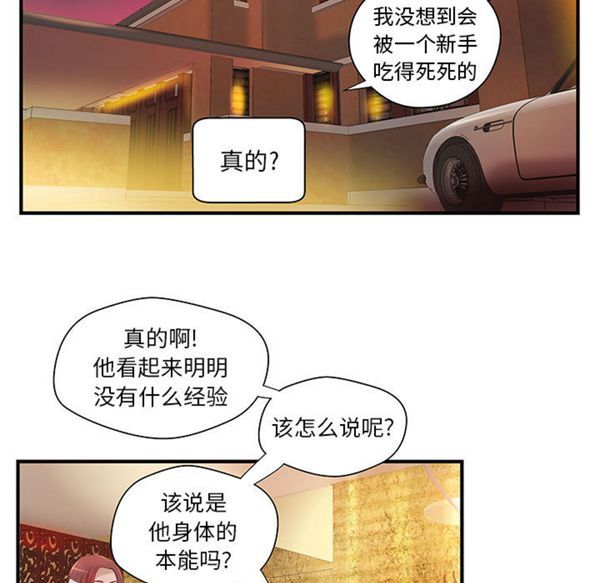 我没想到会
被一个新手
吃得死死的
真的?
真的啊!
他看起来明明
没有什么经验
该怎么说呢?
该说是
他身体的
本能吗?